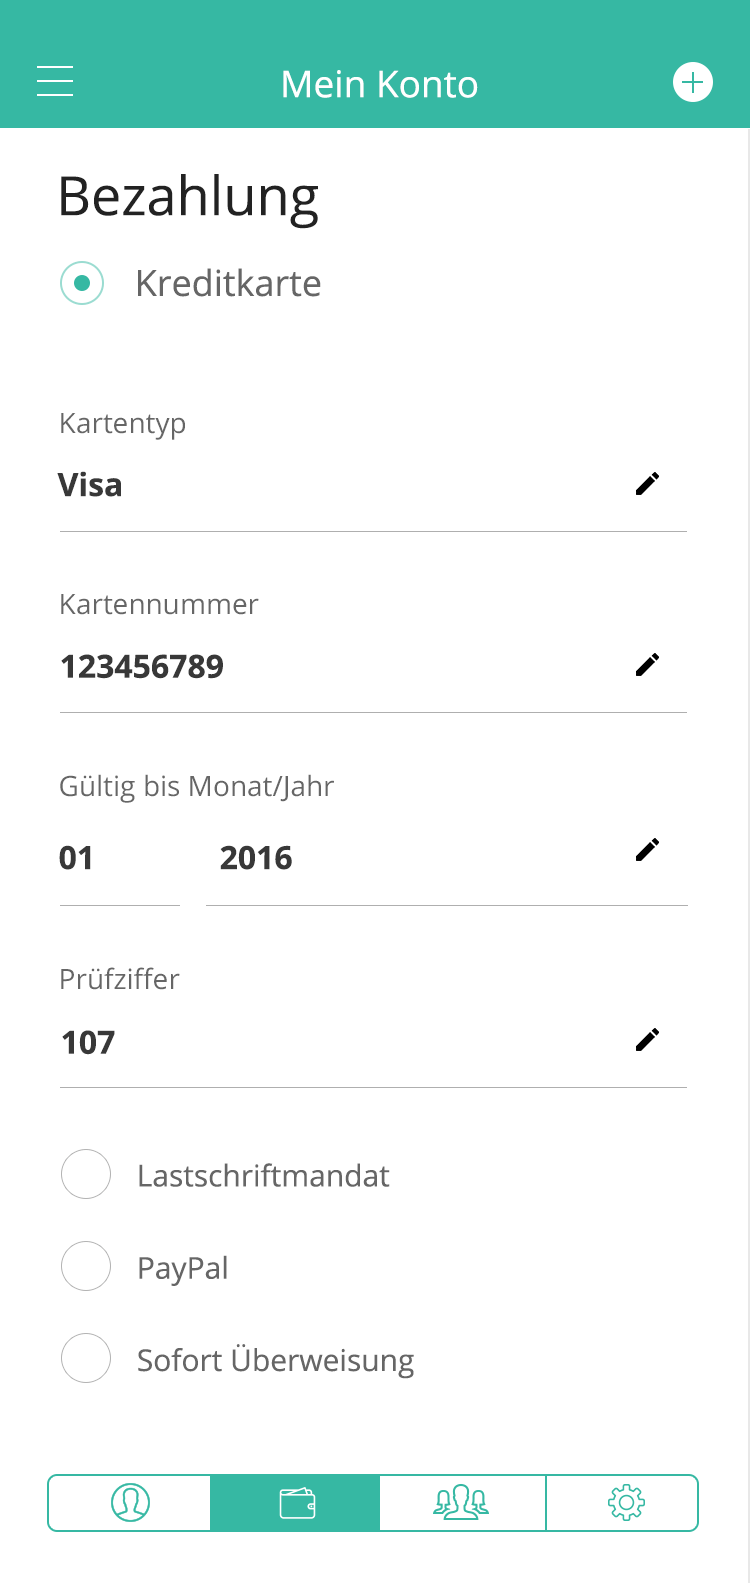 Mein Konto
Bezahlung
Kreditkarte
Kartentyp
Visa
Kartennummer
123456789
Gültig bis Monat/Jahr
01 2016
Prüfziffer
107
Lastschriftmandat
PayPal
Sofort Überweisung